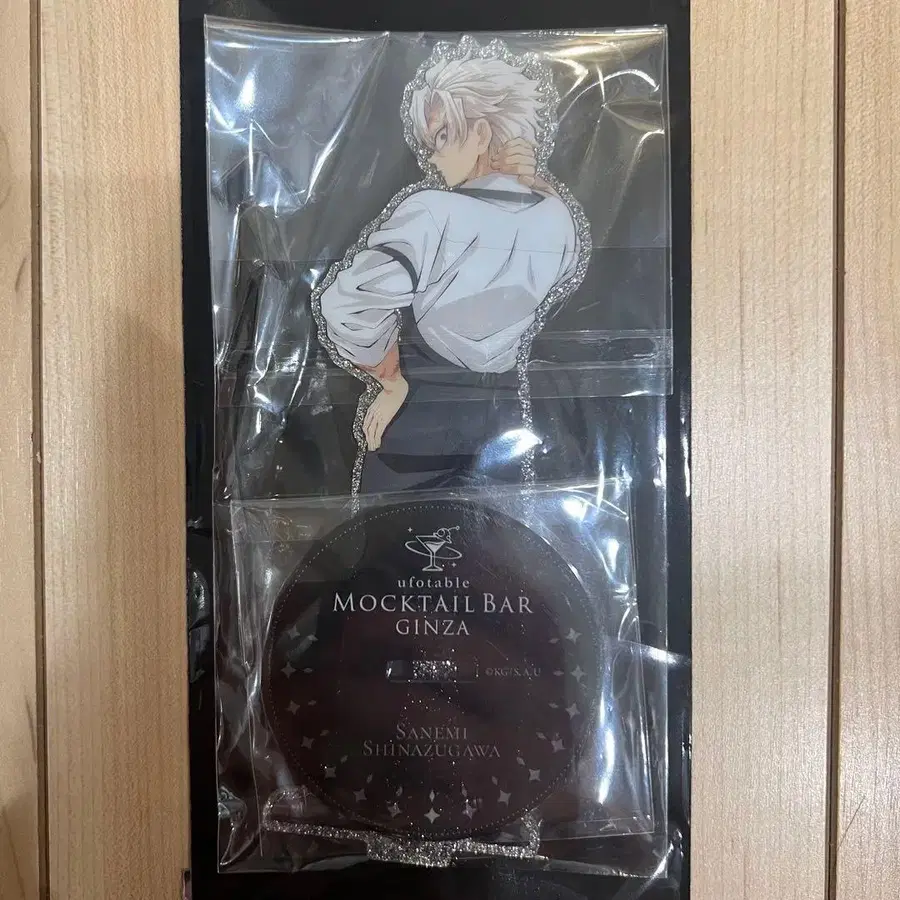 ufotable
MOCKTAIL BAR
GINZA
©KG/S,A,U
SANEMI
SHINAZUGAWA